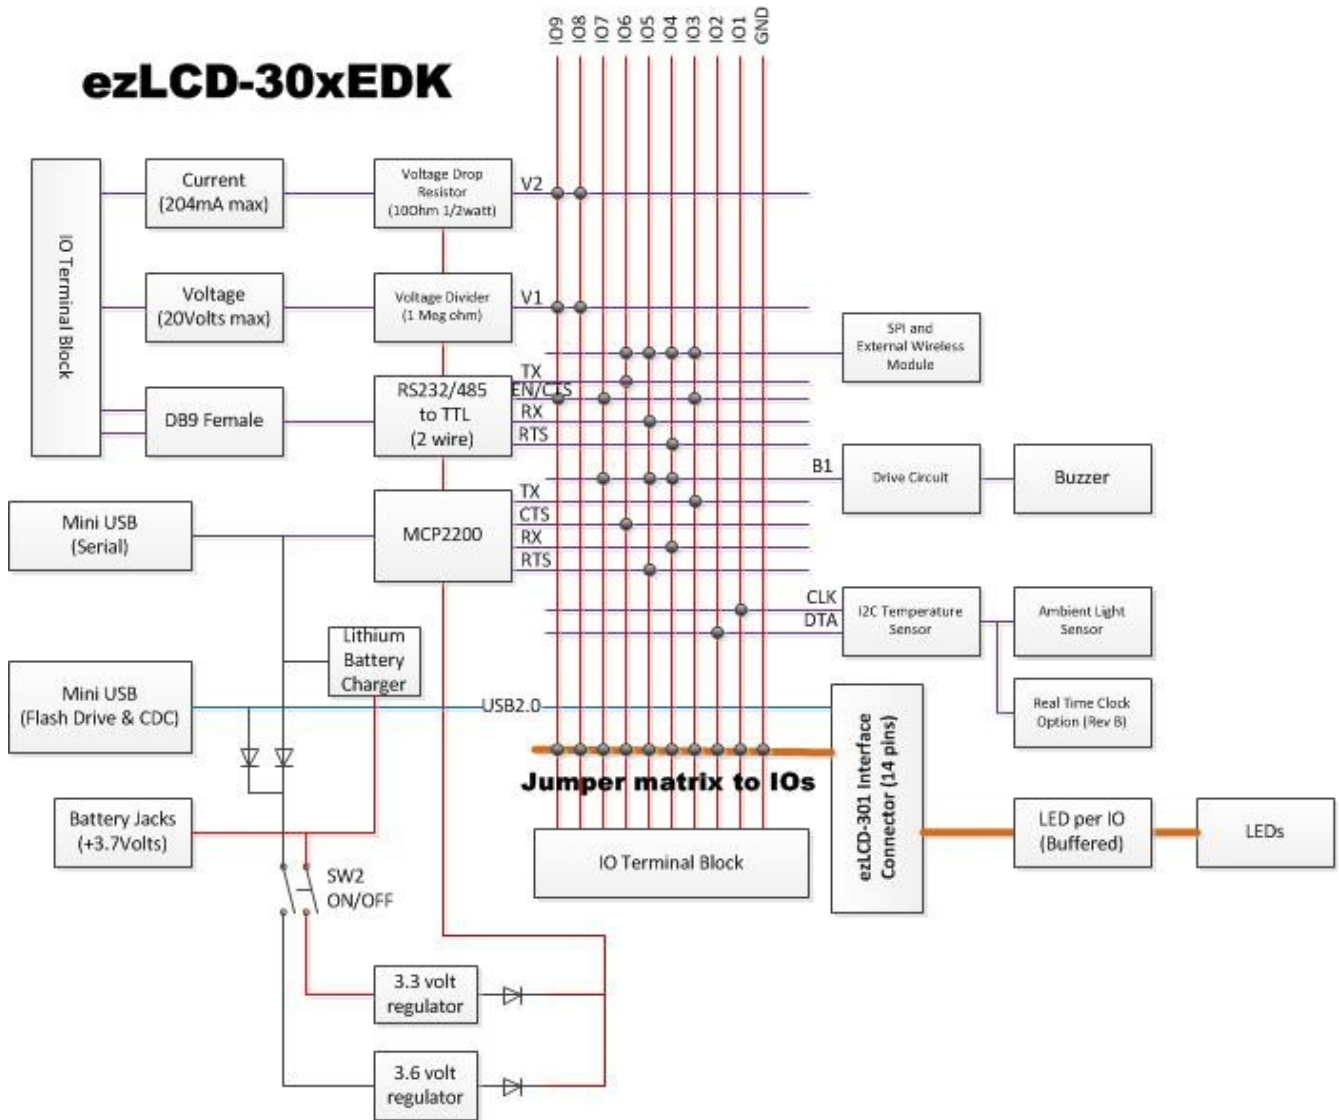 IO9
IO8
IO7
IO6
IO5
IO4
IO3
IO2
IO1
GND
ezLCD-30xEDK
IO Terminal Block
Current
(204mA max)
Voltage Drop
Resistor
(10Ohm 1/2watt)
V2
Voltage
(20Volts max)
Voltage Divider
(1 Meg ohm)
V1
SPI and
External Wireless
Module
DB9 Female
RS232/485
to TTL
(2 wire)
TX
EN/CTS
RX
RTS
B1
Drive Circuit
Buzzer
Mini USB
(Serial)
MCP2200
TX
CTS
RX
RTS
CLK
DTA
I2C Temperature
Sensor
Ambient Light
Sensor
Real Time Clock
Option (Rev B)
Lithium
Battery
Charger
Mini USB
(Flash Drive & CDC)
USB2.0
Jumper matrix to IOs
ezLCD-301 Interface
Connector (14 pins)
Battery Jacks
(+3.7Volts)
IO Terminal Block
LED per IO
(Buffered)
LEDs
SW2
ON/OFF
3.3 volt
regulator
3.6 volt
regulator